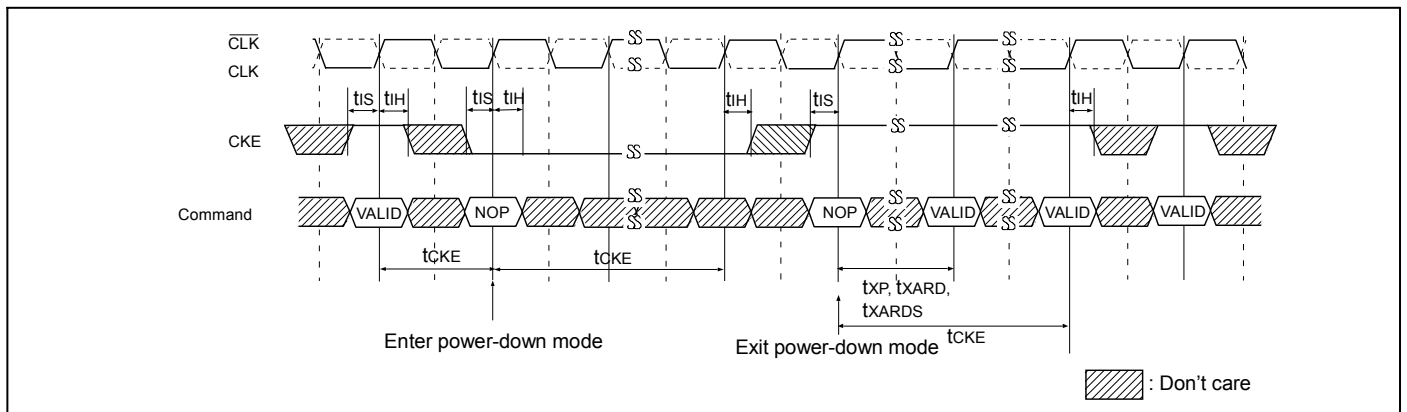 CLK
CLK
tIS tIH tIS tIH tIH tIS tIH
CKE
Command VALID NOP NOP VALID VALID VALID
tCKE tCKE
tXP, tXARD,
tXARDS
Enter power-down mode
Exit power-down mode
tCKE
: Don't care